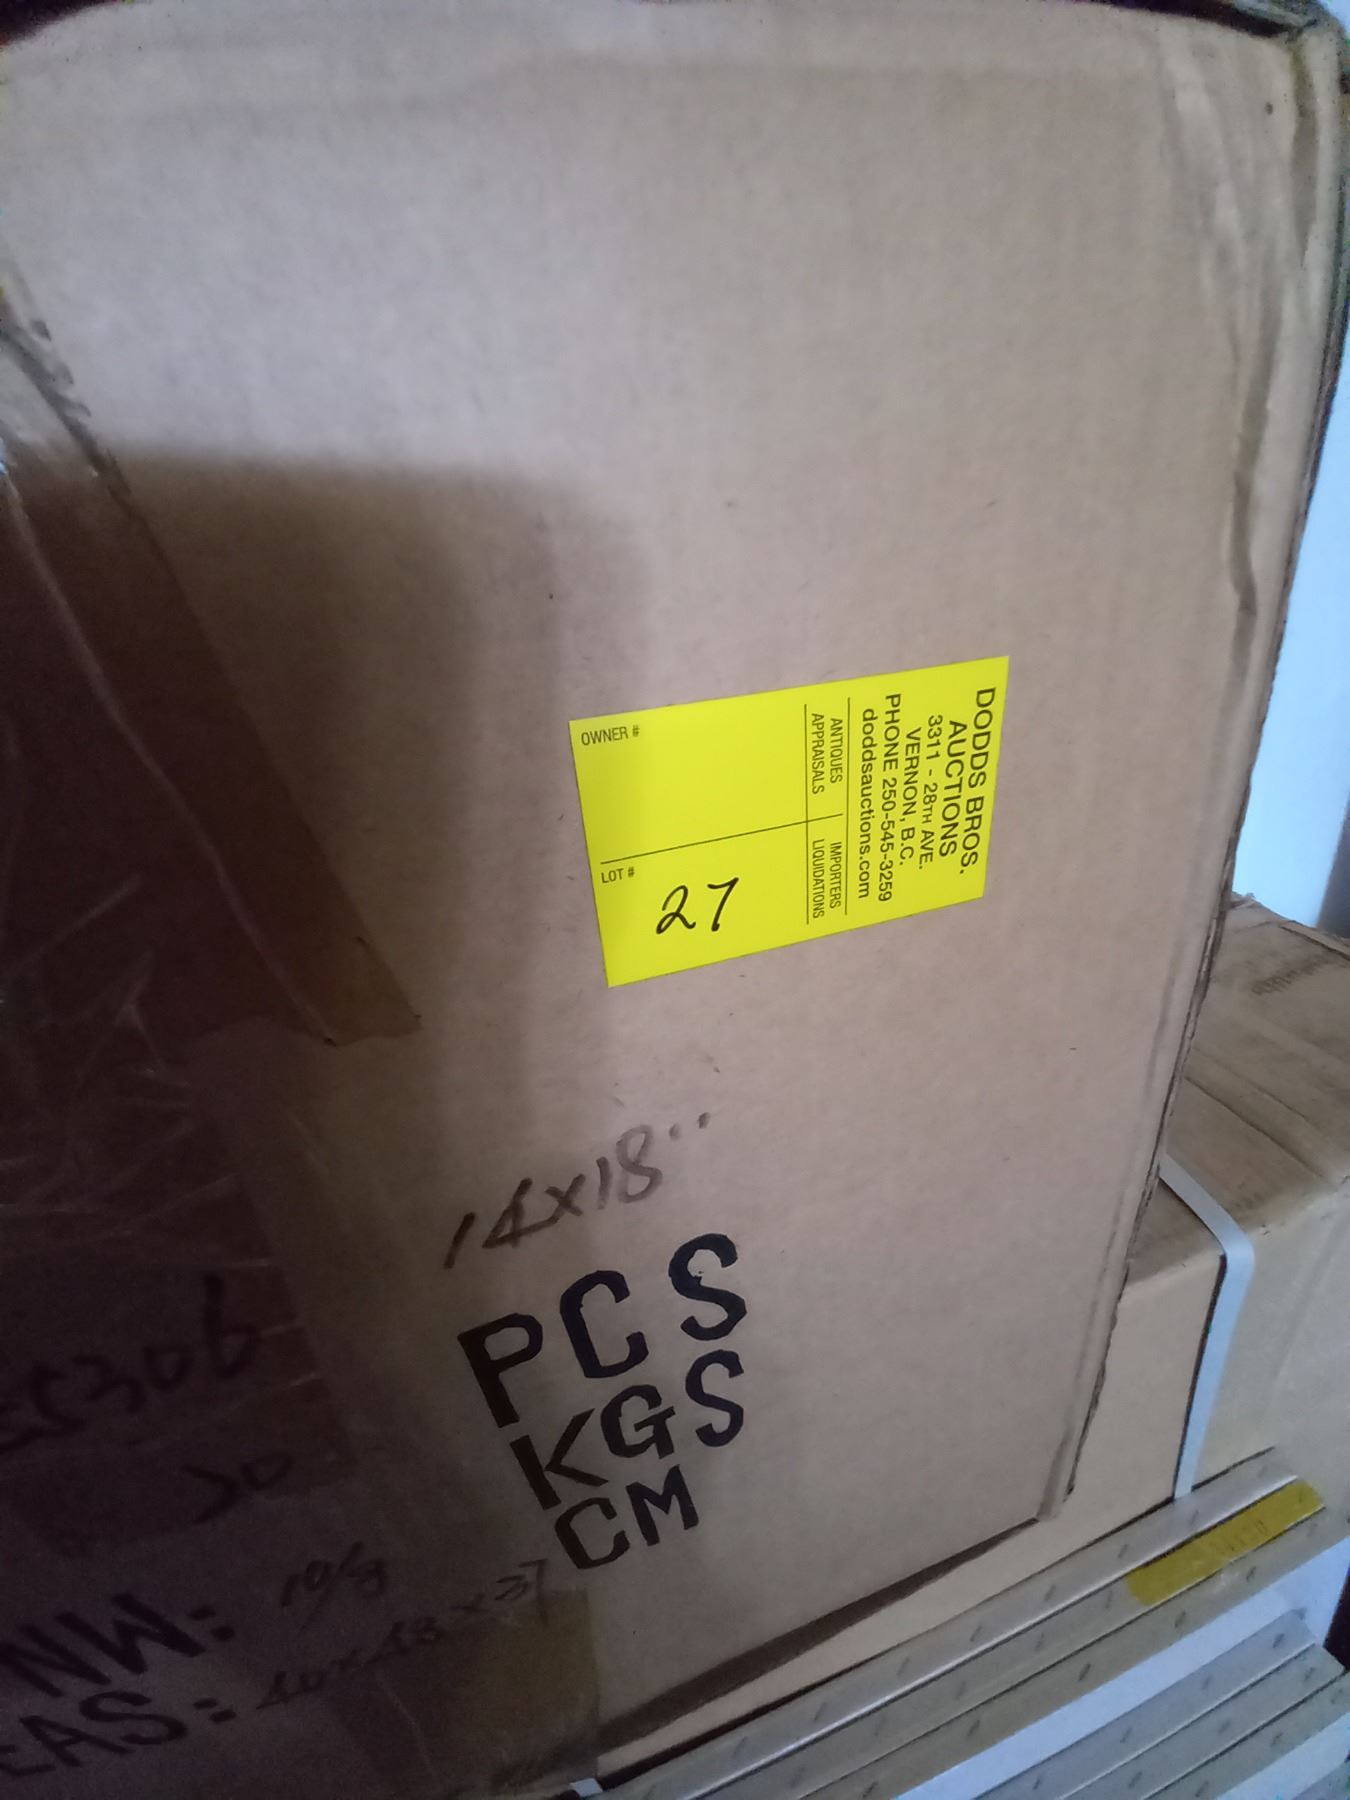 DODDS BROS.
AUCTIONS
3311 - 28TH AVE.
VERNON, B.C.
PHONE 250-545-3259
doddsauctions.com
ANTIQUES IMPORTERS
APPRAISALS LIQUIDATIONS
OWNER #
LOT # 27
14x18"
PCS
KGS
CM
NW:
EAS: